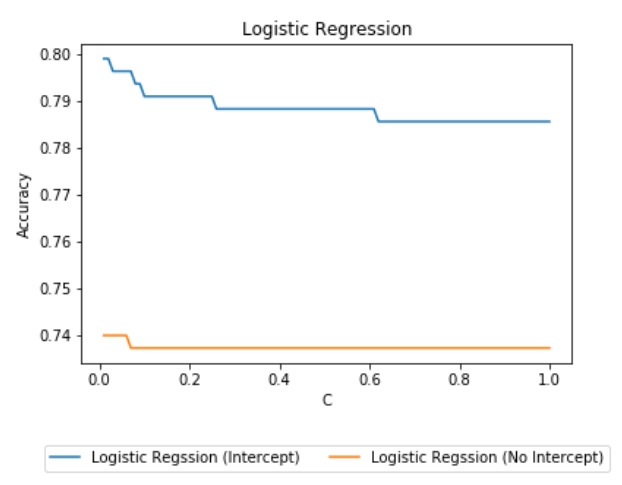 Logistic Regression
0.80
0.79
0.78
0.77
0.76
0.75
0.74
Accuracy
0.0 0.2 0.4 0.6 0.8 1.0
C
Logistic Regssion (Intercept) Logistic Regssion (No Intercept)